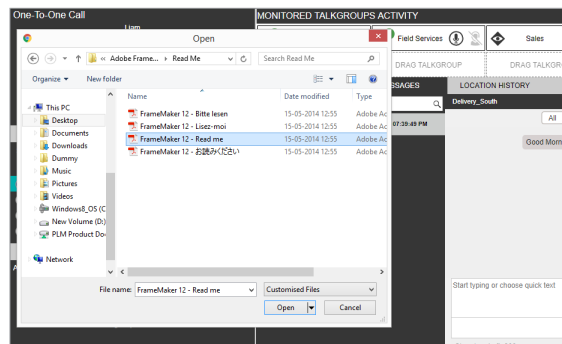 One-To-One Call
Liam
MONITORED TALKGROUPS ACTIVITY
Open
Field Services
Sales
« Adobe Frame... › Read Me
Search Read Me
DRAG TALKGROUP
DRAG TALKGR
Organize
New folder
SSAGES
LOCATION HISTORY
Name
Date modified
Type
This PC
Desktop
Documents
Downloads
Dummy
Music
Pictures
Videos
Windows8_OS (C
New Volume (D:)
PLM Product Do
Network
FrameMaker 12 - Bitte lesen
15-05-2014 12:55
Adobe Ac
FrameMaker 12 - Lisez-moi
15-05-2014 12:55
Adobe Ac
FrameMaker 12 - Read me
15-05-2014 12:55
Adobe Ac
FrameMaker 12 - お読みください
15-05-2014 12:55
Adobe Ac
Delivery_South
All
07:39:49 PM
Good Morn
File name:
FrameMaker 12 - Read me
Customised Files
Open
Cancel
Start typing or choose quick text